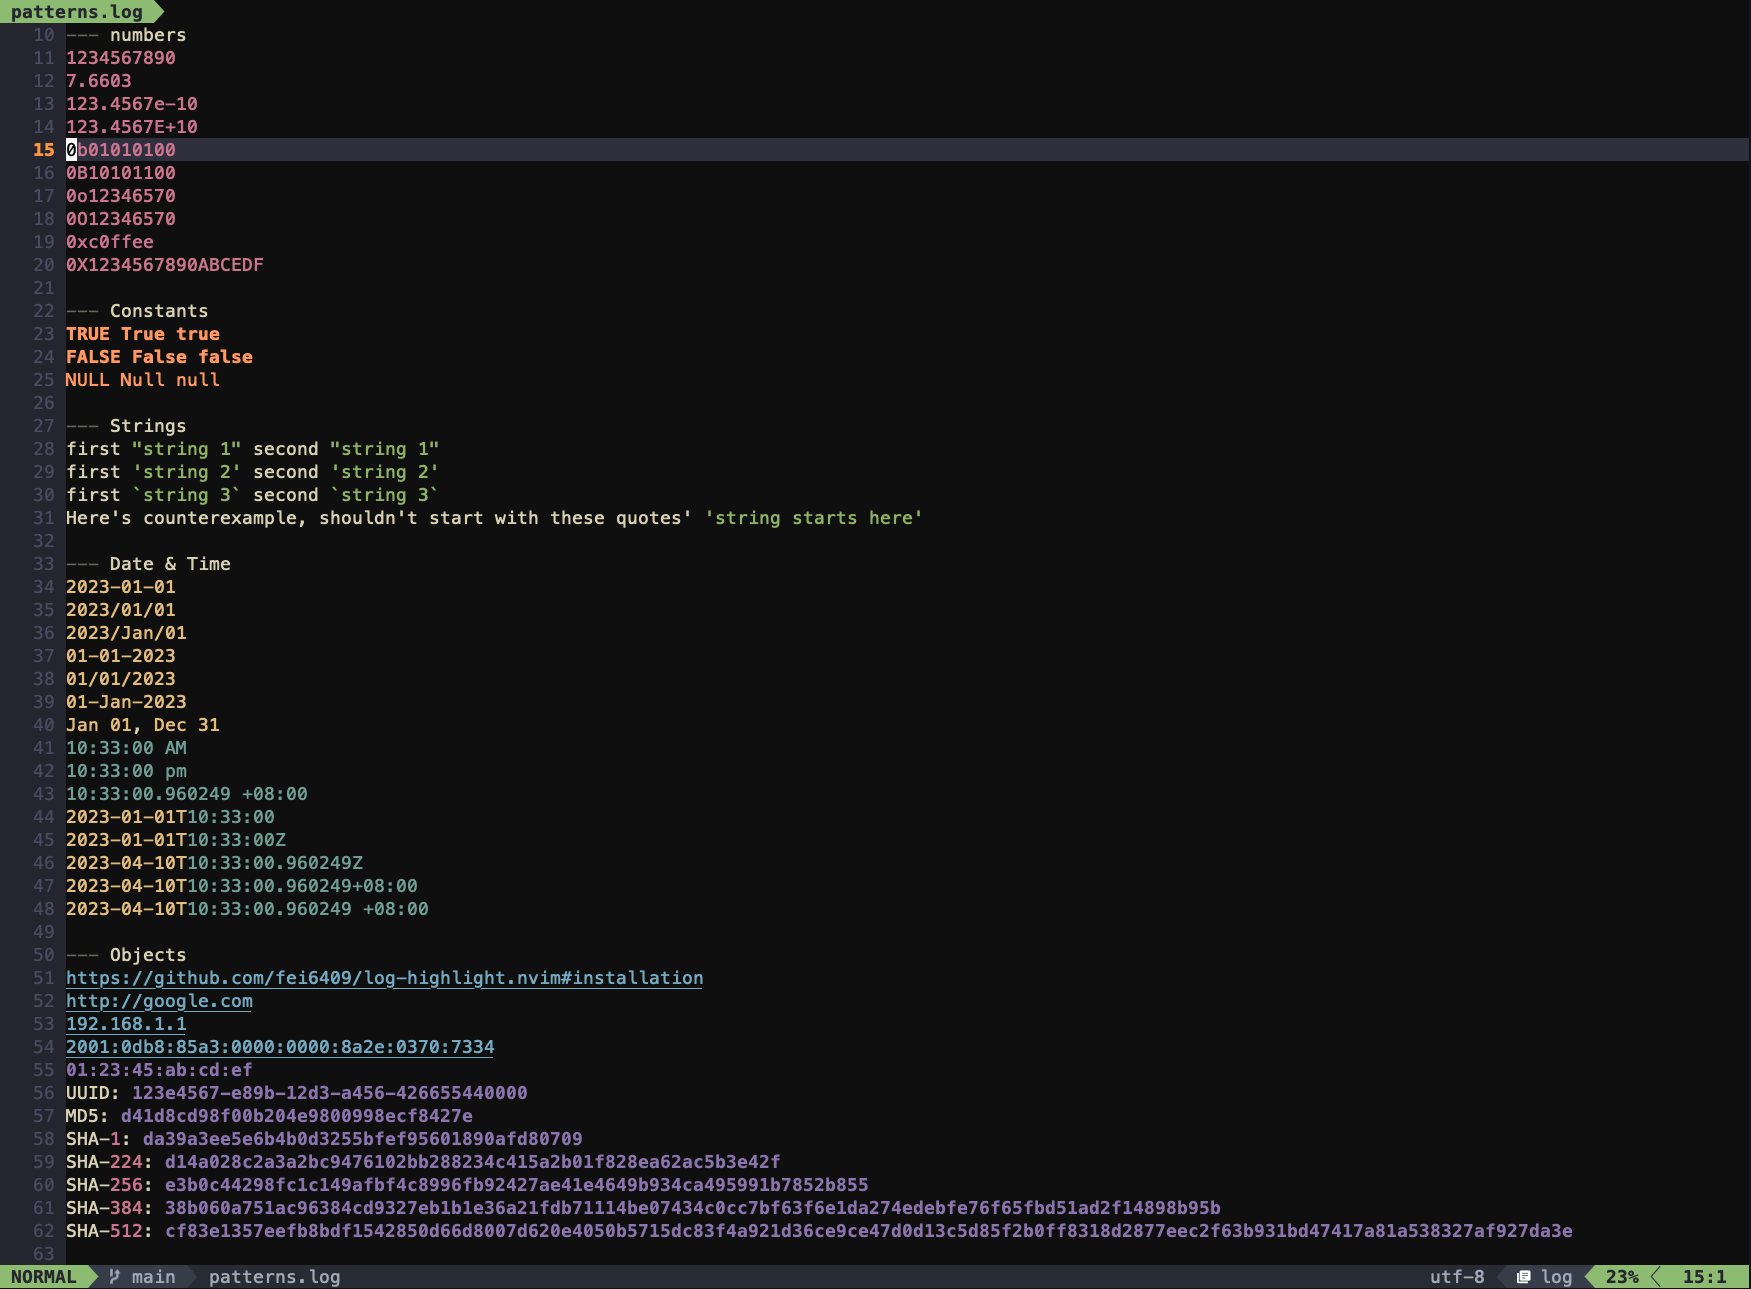 patterns.log
10 --- numbers
11 1234567890
12 7.6603
13 123.4567e-10
14 123.4567E+10
15 0b01010100
16 0B10101100
17 0o12346570
18 0O12346570
19 0xc0ffee
20 0X1234567890ABCEDF
21
22 --- Constants
23 TRUE True true
24 FALSE False false
25 NULL Null null
26
27 --- Strings
28 first "string 1" second "string 1"
29 first 'string 2' second 'string 2'
30 first `string 3` second `string 3`
31 Here's counterexample, shouldn't start with these quotes' 'string starts here'
32
33 --- Date & Time
34 2023-01-01
35 2023/01/01
36 2023/Jan/01
37 01-01-2023
38 01/01/2023
39 01-Jan-2023
40 Jan 01, Dec 31
41 10:33:00 AM
42 10:33:00 pm
43 10:33:00.960249 +08:00
44 2023-01-01T10:33:00
45 2023-01-01T10:33:00Z
46 2023-04-10T10:33:00.960249Z
47 2023-04-10T10:33:00.960249+08:00
48 2023-04-10T10:33:00.960249 +08:00
49
50 --- Objects
51 https://github.com/fei6409/log-highlight.nvim#installation
52 http://google.com
53 192.168.1.1
54 2001:0db8:85a3:0000:0000:8a2e:0370:7334
55 01:23:45:ab:cd:ef
56 UUID: 123e4567-e89b-12d3-a456-426655440000
57 MD5: d41d8cd98f00b204e9800998ecf8427e
58 SHA-1: da39a3ee5e6b4b0d3255bfef95601890afd80709
59 SHA-224: d14a028c2a3a2bc9476102bb288234c415a2b01f828ea62ac5b3e42f
60 SHA-256: e3b0c44298fc1c149afbf4c8996fb92427ae41e4649b934ca495991b7852b855
61 SHA-384: 38b060a751ac96384cd9327eb1b1e36a21fdb71114be07434c0cc7bf63f6e1da274edebfe76f65fbd51ad2f14898b95b
62 SHA-512: cf83e1357eefb8bdf1542850d66d8007d620e4050b5715dc83f4a921d36ce9ce47d0d13c5d85f2b0ff8318d2877eec2f63b931bd47417a81a538327af927da3e
63
NORMAL main patterns.log utf-8 log 23% 15:1